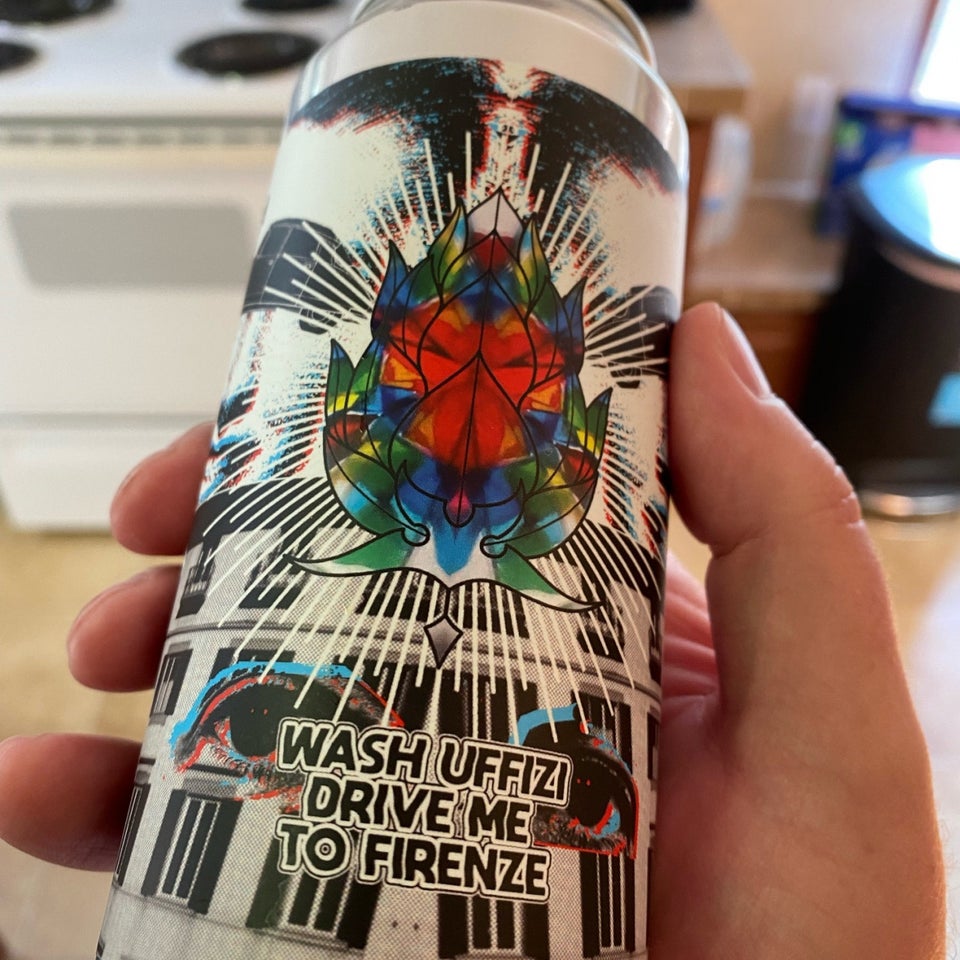 WASH UFFIZI
DRIVE ME
TO FIRENZE